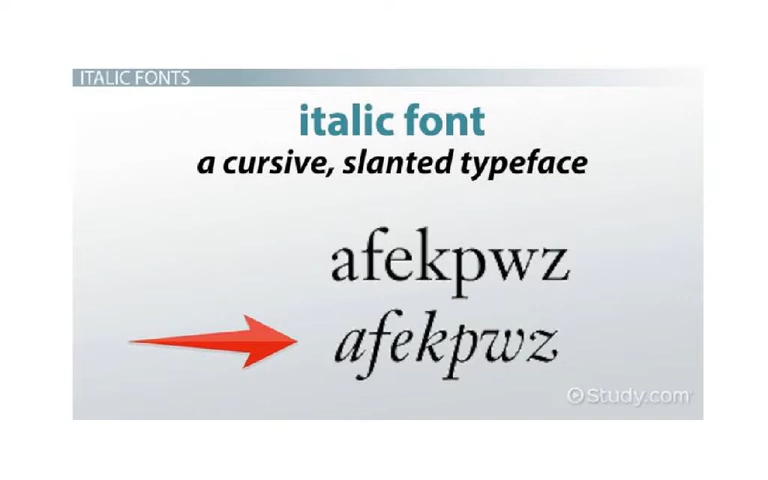 ITALIC FONTS
italic font
a cursive, slanted typeface
afekpwz
afekpwz
Study.com